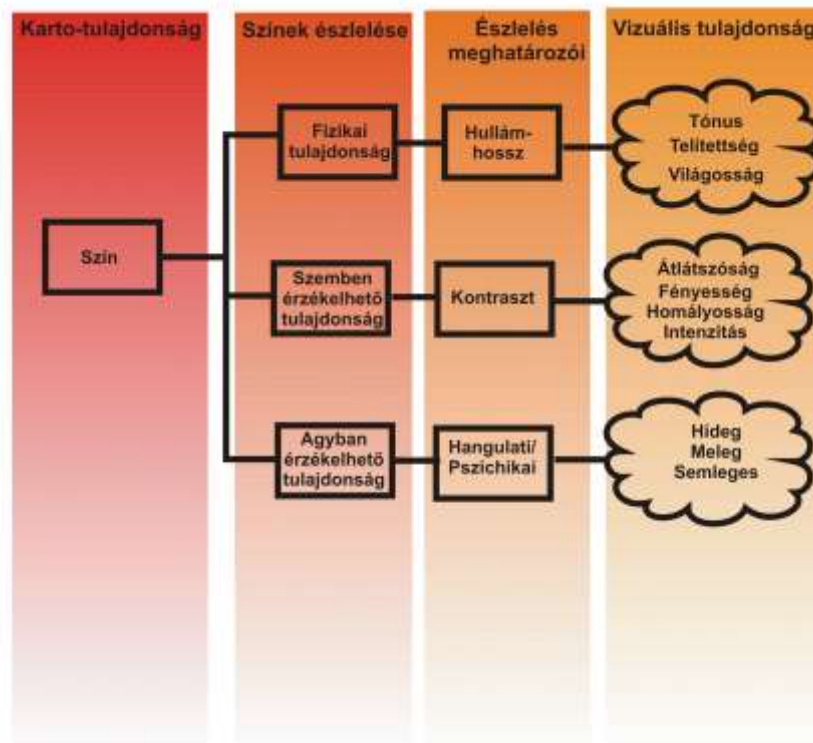 Karto-tulajdonság
Színek észlelése
Észlelés
meghatározói
Vizuális tulajdonság
Szín
Fizikai
tulajdonság
Hullám-
hossz
Tónus
Telítettség
Világosság
Szemben
érzékelhető
tulajdonság
Kontraszt
Átlátszóság
Fényesség
Homályosság
Intenzitás
Agyban
érzékelhető
tulajdonság
Hangulati/
Pszichikai
Hideg
Meleg
Semleges